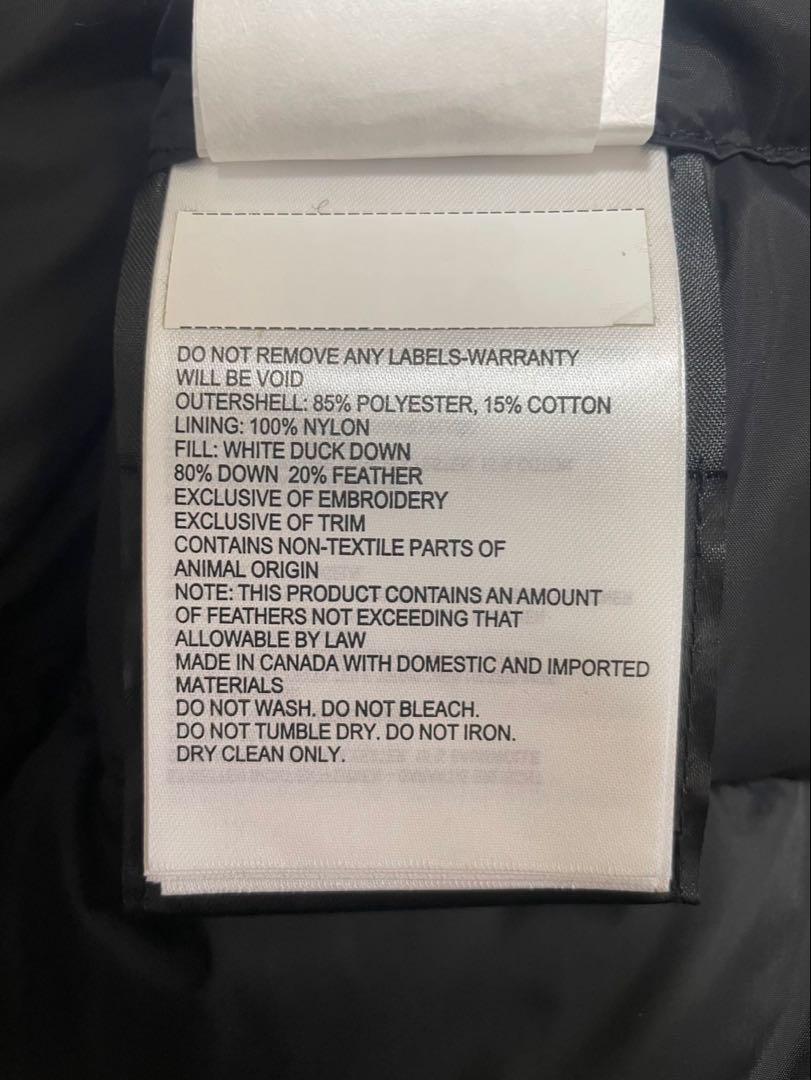 DO NOT REMOVE ANY LABELS-WARRANTY
WILL BE VOID
OUTERSHELL: 85% POLYESTER, 15% COTTON
LINING: 100% NYLON
FILL: WHITE DUCK DOWN
80% DOWN 20% FEATHER
EXCLUSIVE OF EMBROIDERY
EXCLUSIVE OF TRIM
CONTAINS NON-TEXTILE PARTS OF
ANIMAL ORIGIN
NOTE: THIS PRODUCT CONTAINS AN AMOUNT
OF FEATHERS NOT EXCEEDING THAT
ALLOWABLE BY LAW
MADE IN CANADA WITH DOMESTIC AND IMPORTED
MATERIALS
DO NOT WASH. DO NOT BLEACH.
DO NOT TUMBLE DRY. DO NOT IRON.
DRY CLEAN ONLY.